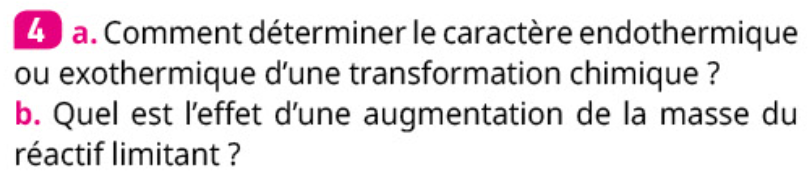 4 a. Comment déterminer le caractère endothermique
ou exothermique d'une transformation chimique ?
b. Quel est l'effet d'une augmentation de la masse du
réactif limitant ?